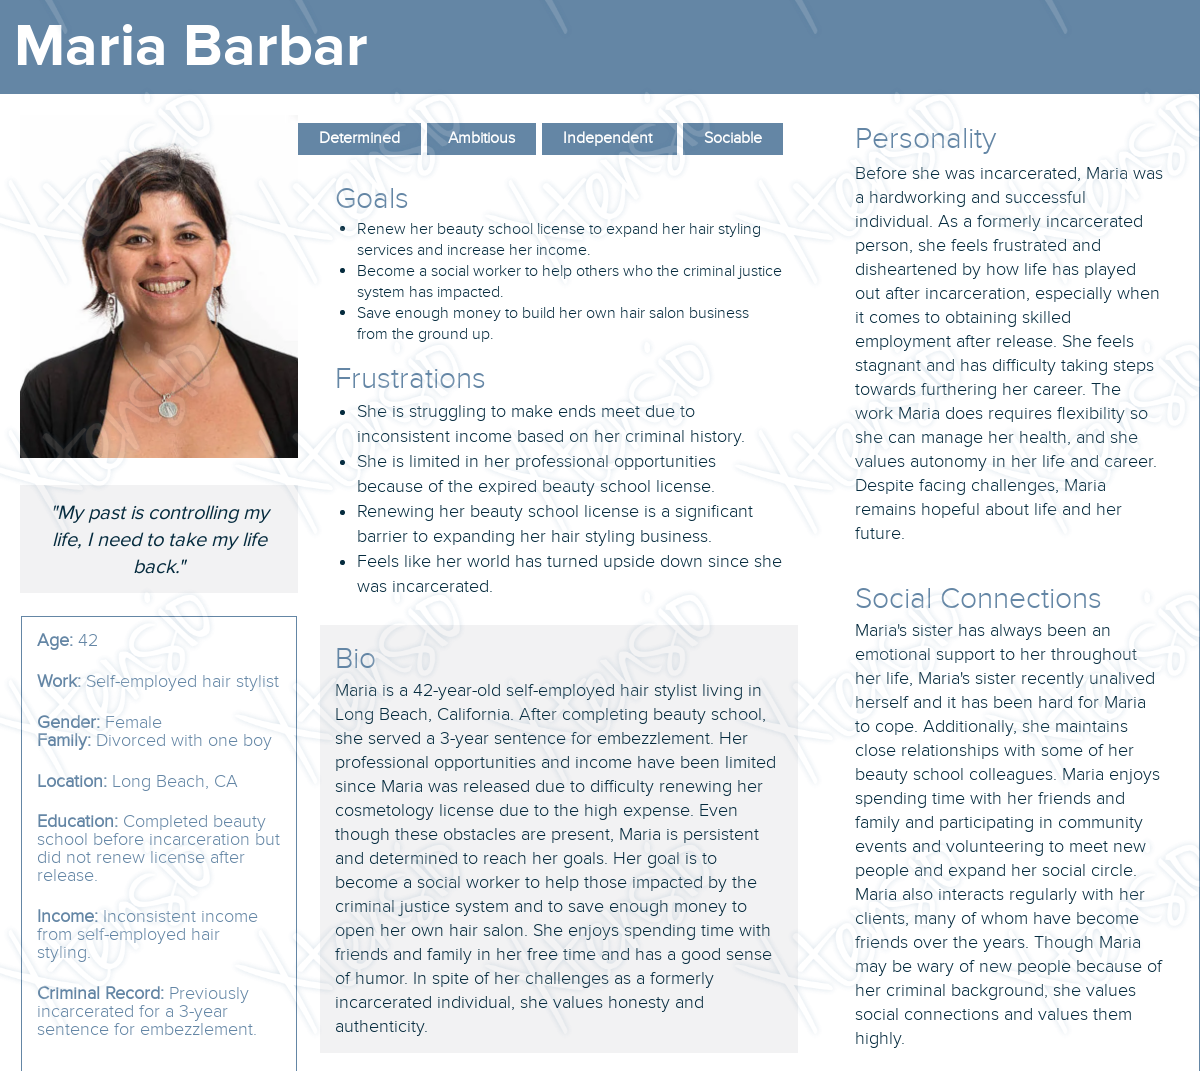 Maria Barbar
Determined
Ambitious
Independent
Sociable
"My past is controlling my
life, I need to take my life
back."
Age: 42
Work: Self-employed hair stylist
Gender: Female
Family: Divorced with one boy
Location: Long Beach, CA
Education: Completed beauty
school before incarceration but
did not renew license after
release.
Income: Inconsistent income
from self-employed hair
styling.
Criminal Record: Previously
incarcerated for a 3-year
sentence for embezzlement.
Goals
• Renew her beauty school license to expand her hair styling
services and increase her income.
• Become a social worker to help others who the criminal justice
system has impacted.
• Save enough money to build her own hair salon business
from the ground up.
Frustrations
• She is struggling to make ends meet due to
inconsistent income based on her criminal history.
• She is limited in her professional opportunities
because of the expired beauty school license.
• Renewing her beauty school license is a significant
barrier to expanding her hair styling business.
• Feels like her world has turned upside down since she
was incarcerated.
Bio
Maria is a 42-year-old self-employed hair stylist living in
Long Beach, California. After completing beauty school,
she served a 3-year sentence for embezzlement. Her
professional opportunities and income have been limited
since Maria was released due to difficulty renewing her
cosmetology license due to the high expense. Even
though these obstacles are present, Maria is persistent
and determined to reach her goals. Her goal is to
become a social worker to help those impacted by the
criminal justice system and to save enough money to
open her own hair salon. She enjoys spending time with
friends and family in her free time and has a good sense
of humor. In spite of her challenges as a formerly
incarcerated individual, she values honesty and
authenticity.
Personality
Before she was incarcerated, Maria was
a hardworking and successful
individual. As a formerly incarcerated
person, she feels frustrated and
disheartened by how life has played
out after incarceration, especially when
it comes to obtaining skilled
employment after release. She feels
stagnant and has difficulty taking steps
towards furthering her career. The
work Maria does requires flexibility so
she can manage her health, and she
values autonomy in her life and career.
Despite facing challenges, Maria
remains hopeful about life and her
future.
Social Connections
Maria's sister has always been an
emotional support to her throughout
her life, Maria's sister recently unalived
herself and it has been hard for Maria
to cope. Additionally, she maintains
close relationships with some of her
beauty school colleagues. Maria enjoys
spending time with her friends and
family and participating in community
events and volunteering to meet new
people and expand her social circle.
Maria also interacts regularly with her
clients, many of whom have become
friends over the years. Though Maria
may be wary of new people because of
her criminal background, she values
social connections and values them
highly.